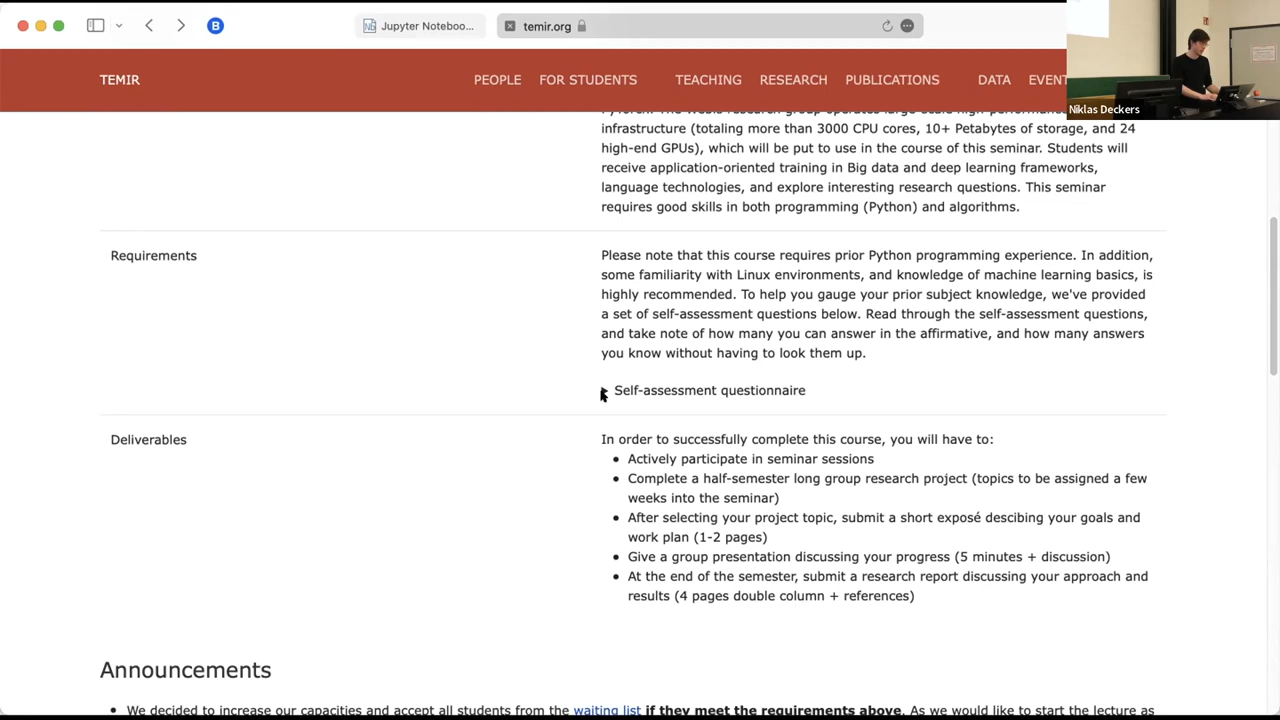 Jupyter Noteboo...
temir.org
Niklas Deckers
TEMIR
PEOPLE FOR STUDENTS TEACHING RESEARCH PUBLICATIONS DATA
infrastructure (totaling more than 3000 CPU cores, 10+ Petabytes of storage, and 24
high-end GPUs), which will be put to use in the course of this seminar. Students will
receive application-oriented training in Big data and deep learning frameworks,
language technologies, and explore interesting research questions. This seminar
requires good skills in both programming (Python) and algorithms.
Requirements
Please note that this course requires prior Python programming experience. In addition,
some familiarity with Linux environments, and knowledge of machine learning basics, is
highly recommended. To help you gauge your prior subject knowledge, we've provided
a set of self-assessment questions below. Read through the self-assessment questions,
and take note of how many you can answer in the affirmative, and how many answers
you know without having to look them up.
Self-assessment questionnaire
Deliverables
In order to successfully complete this course, you will have to:
• Actively participate in seminar sessions
• Complete a half-semester long group research project (topics to be assigned a few
weeks into the seminar)
• After selecting your project topic, submit a short exposé descibing your goals and
work plan (1-2 pages)
• Give a group presentation discussing your progress (5 minutes + discussion)
• At the end of the semester, submit a research report discussing your approach and
results (4 pages double column + references)
Announcements
• We decided to increase our capacities and accept all students from the waiting list if they meet the requirements above. As we would like to start the lecture as